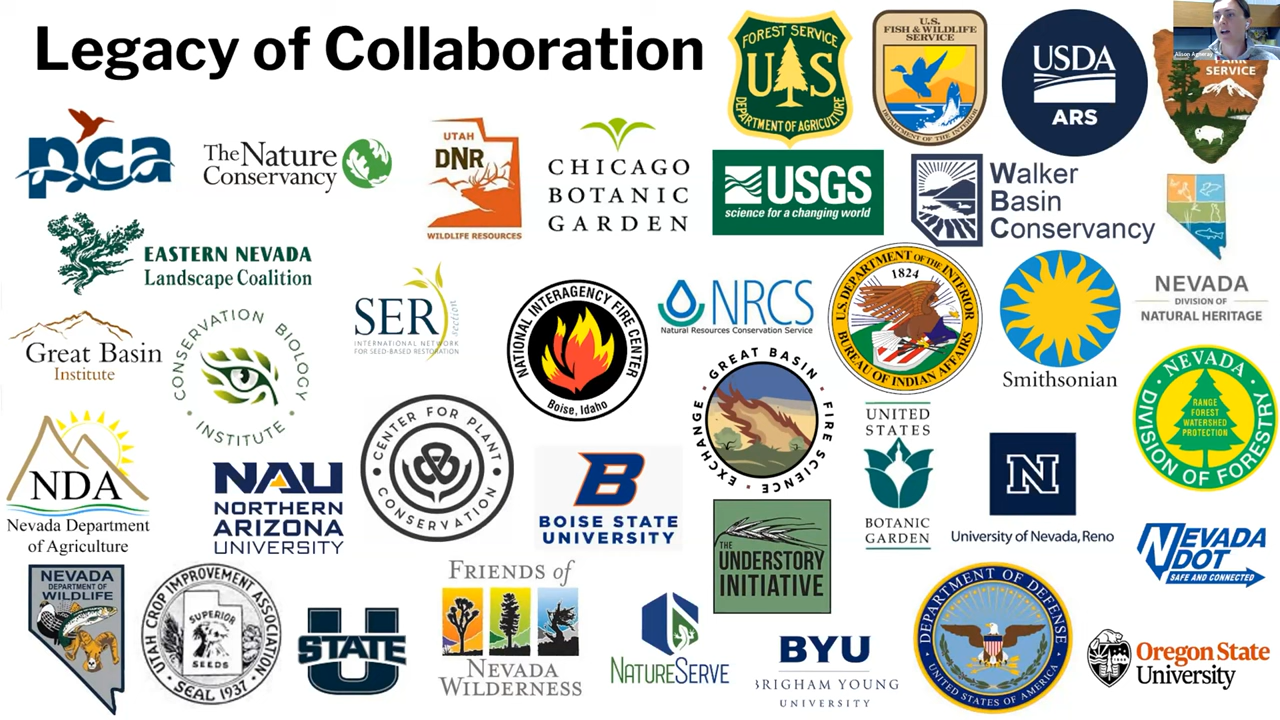 Legacy of Collaboration
FOREST SERVICE
US
DEPARTMENT OF AGRICULTURE
U.S.
FISH & WILDLIFE
SERVICE
DEPARTMENT OF THE INTERIOR
USDA
ARS
Alison Agneray
PARK
SERVICE
pca
The Nature
Conservancy
UTAH
DNR
WILDLIFE RESOURCES
CHICAGO
BOTANIC
GARDEN
USGS
science for a changing world
Walker
Basin
Conservancy
EASTERN NEVADA
Landscape Coalition
SER
section
INTERNATIONAL NETWORK
FOR SEED-BASED RESTORATION
NATIONAL INTERAGENCY FIRE CENTER
Boise, Idaho
NRCS
Natural Resources Conservation Service
U.S. DEPARTMENT OF THE INTERIOR
1824
BUREAU OF INDIAN AFFAIRS
Smithsonian
NEVADA
DIVISION OF
NATURAL HERITAGE
Great Basin
Institute
CONSERVATION BIOLOGY
INSTITUTE
GREAT BASIN
FIRE SCIENCE
EXCHANGE
NEVADA
RANGE
FOREST
WATERSHED
PROTECTION
DIVISION OF FORESTRY
NDA
Nevada Department
of Agriculture
NAU
NORTHERN
ARIZONA
UNIVERSITY
CENTER FOR PLANT
CONSERVATION
B
BOISE STATE
UNIVERSITY
UNITED
STATES
BOTANIC
GARDEN
N
University of Nevada, Reno
THE
UNDERSTORY
INITIATIVE
NEVADA
DOT
SAFE AND CONNECTED
NEVADA
DEPARTMENT OF
WILDLIFE
UTAH CROP IMPROVEMENT ASSOCIATION
SUPERIOR
SEEDS
SEAL 1937
U
STATE
FRIENDS of
NEVADA
WILDERNESS
NATURESERVE
BYU
BRIGHAM YOUNG
UNIVERSITY
DEPARTMENT OF DEFENSE
UNITED STATES OF AMERICA
Oregon State
University